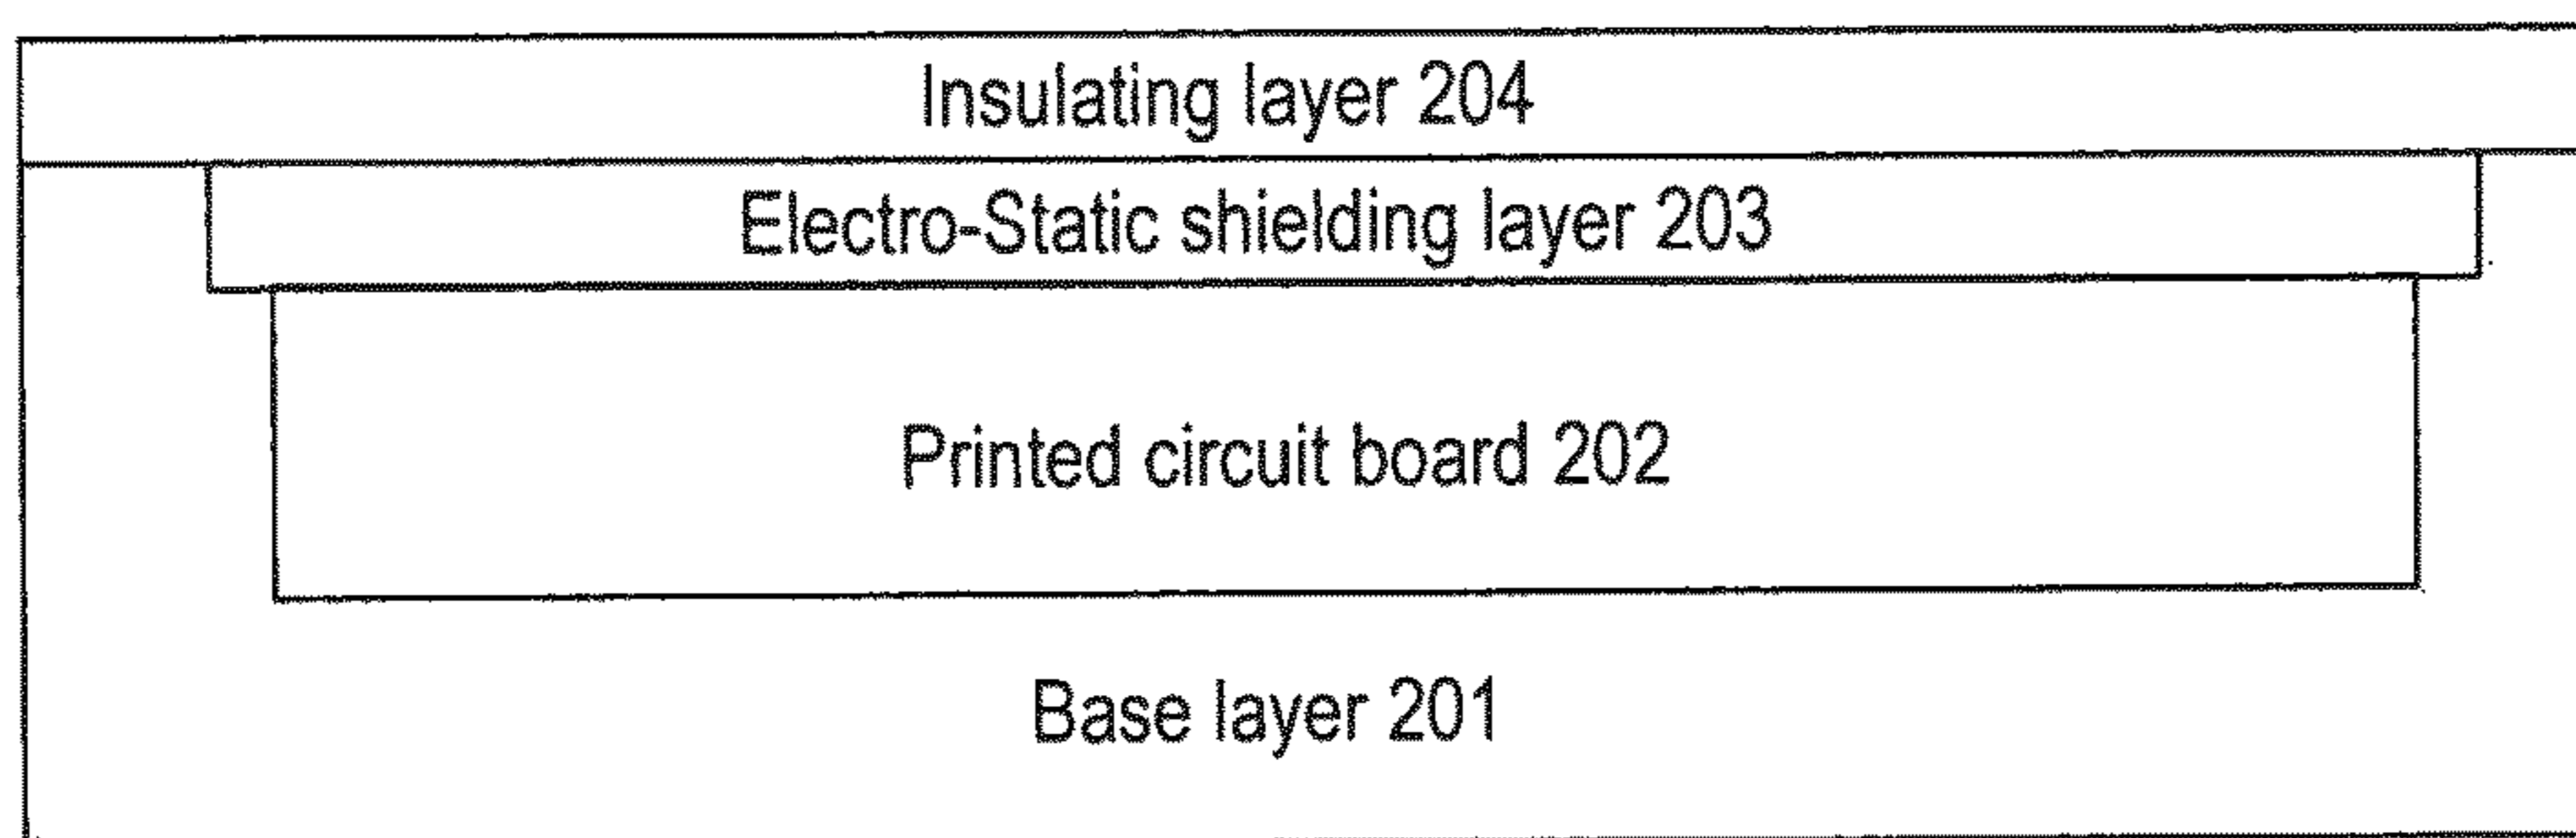 Insulating layer 204
Electro-Static shielding layer 203
Printed circuit board 202
Base layer 201